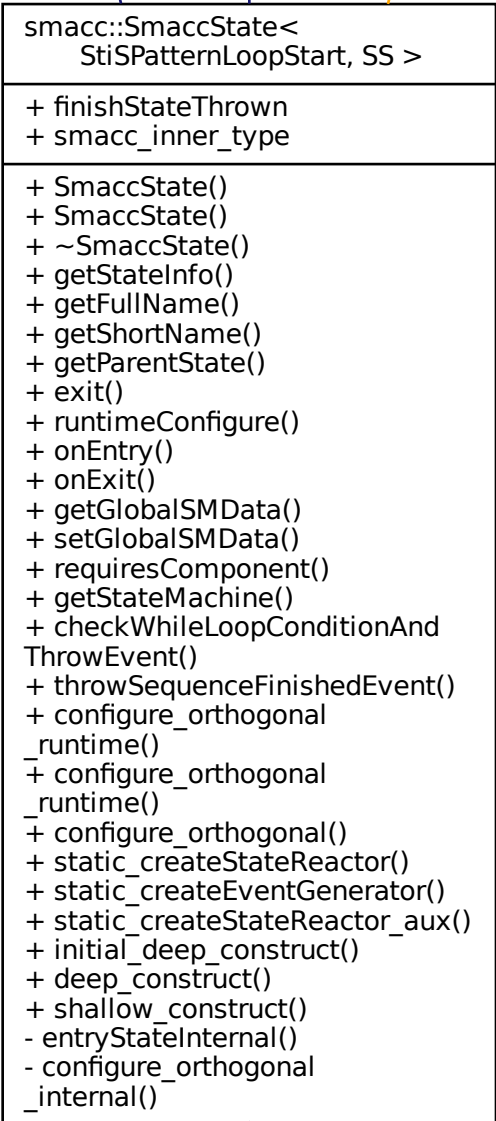 smacc::SmaccState<
StiSPatternLoopStart, SS >
+ finishStateThrown
+ smacc_inner_type
+ SmaccState()
+ SmaccState()
+ ~SmaccState()
+ getStateInfo()
+ getFullName()
+ getShortName()
+ getParentState()
+ exit()
+ runtimeConfigure()
+ onEntry()
+ onExit()
+ getGlobalSMData()
+ setGlobalSMData()
+ requiresComponent()
+ getStateMachine()
+ checkWhileLoopConditionAnd
ThrowEvent()
+ throwSequenceFinishedEvent()
+ configure_orthogonal
_runtime()
+ configure_orthogonal
_runtime()
+ configure_orthogonal()
+ static_createStateReactor()
+ static_createEventGenerator()
+ static_createStateReactor_aux()
+ initial_deep_construct()
+ deep_construct()
+ shallow_construct()
- entryStateInternal()
- configure_orthogonal
_internal()